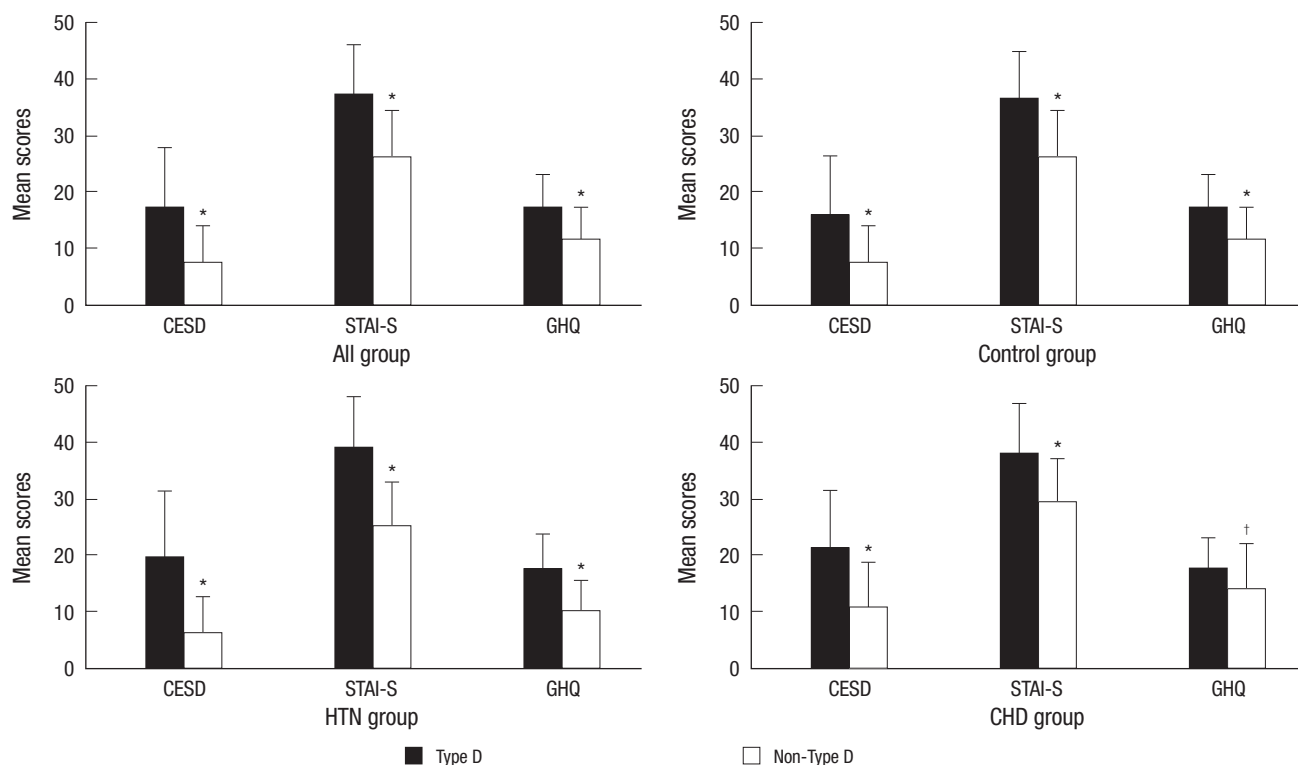 Mean scores
50
40
30
20
10
0
*
*
*
CESD STAI-S GHQ
All group
Mean scores
50
40
30
20
10
0
*
*
*
CESD STAI-S GHQ
Control group
Mean scores
50
40
30
20
10
0
*
*
*
CESD STAI-S GHQ
HTN group
Mean scores
50
40
30
20
10
0
*
*
†
CESD STAI-S GHQ
CHD group
Type D Non-Type D